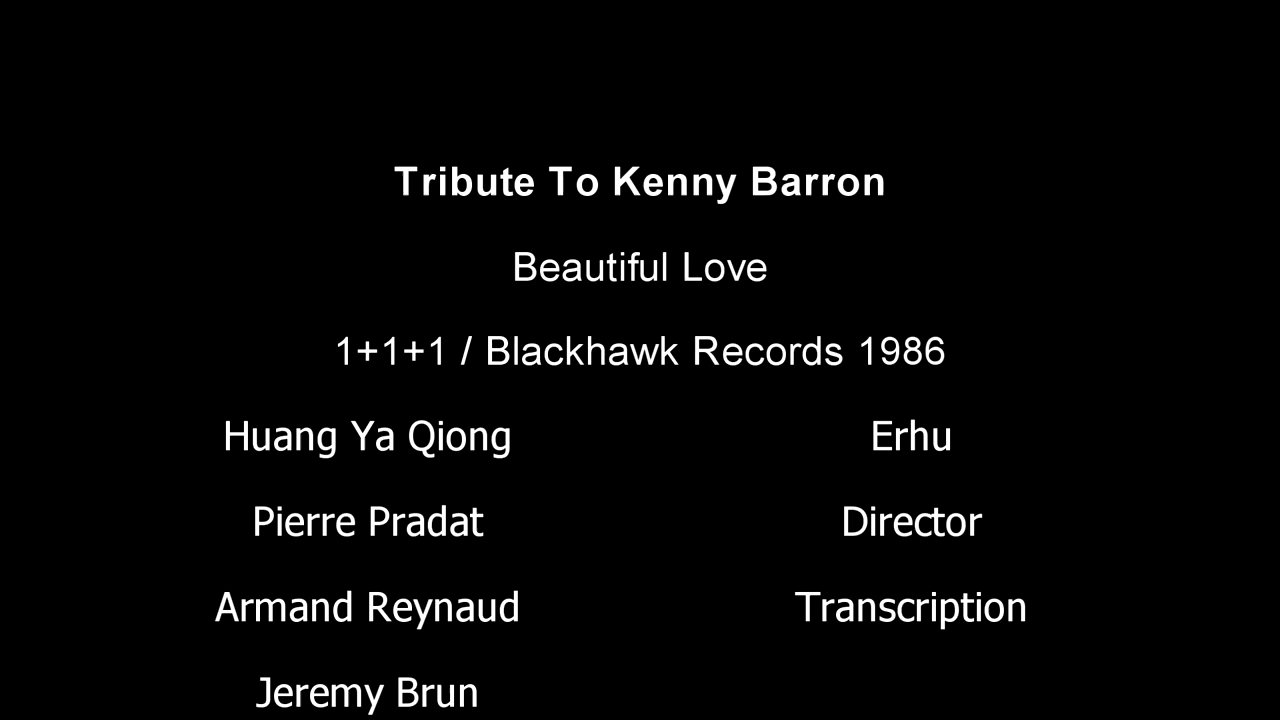 Tribute To Kenny Barron
Beautiful Love
1+1+1 / Blackhawk Records 1986
Huang Ya Qiong Erhu
Pierre Pradat Director
Armand Reynaud Transcription
Jeremy Brun